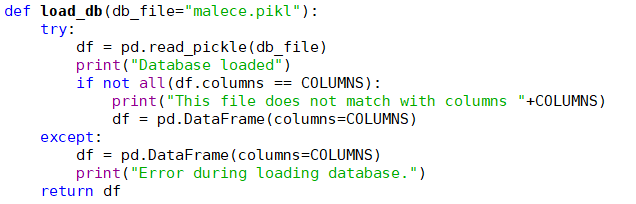 def load_db(db_file="malece.pikl"):
    try:
        df = pd.read_pickle(db_file)
        print("Database loaded")
        if not all(df.columns == COLUMNS):
            print("This file does not match with columns "+COLUMNS)
            df = pd.DataFrame(columns=COLUMNS)
    except:
        df = pd.DataFrame(columns=COLUMNS)
        print("Error during loading database.")
    return df